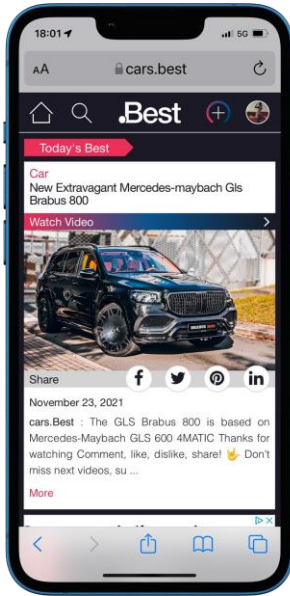 18:01
5G
AA
cars.best
.Best
Today's Best
Car
New Extravagant Mercedes-maybach Gls
Brabus 800
Watch Video
Share
November 23, 2021
cars.Best : The GLS Brabus 800 is based on
Mercedes-Maybach GLS 600 4MATIC Thanks for
watching Comment, like, dislike, share! 🤟 Don't
miss next videos, su ...
More